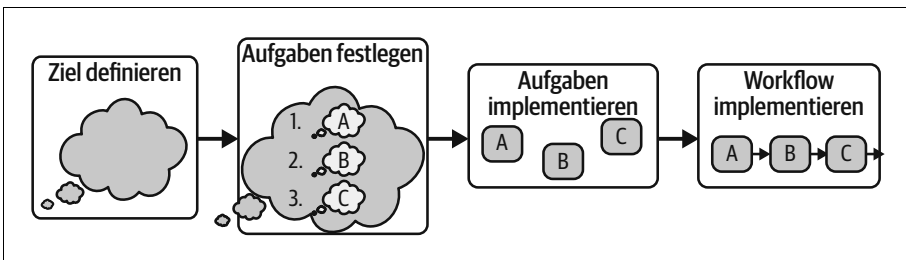 Ziel definieren
Aufgaben festlegen
1. A
2. B
3. C
Aufgaben
implementieren
A
B
C
Workflow
implementieren
A B C